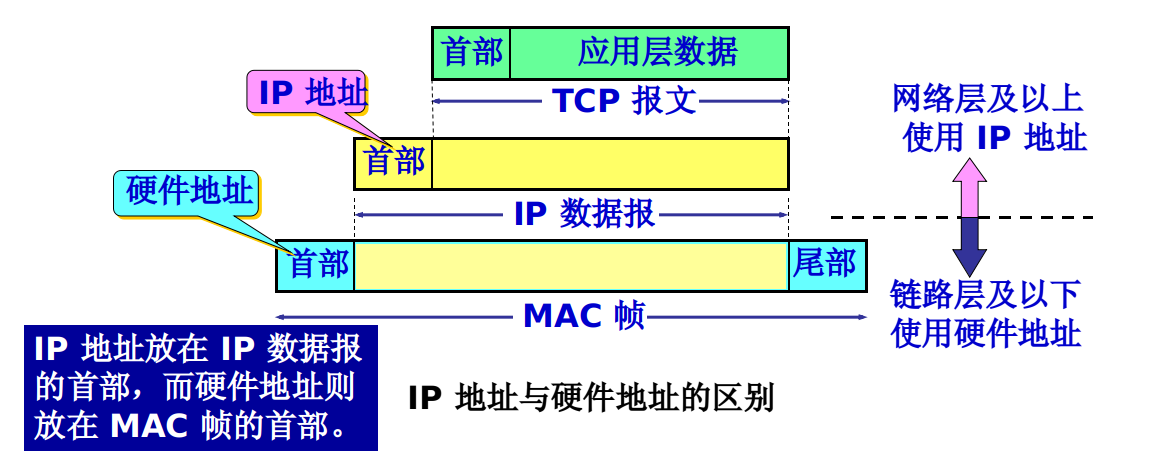 首部 应用层数据
IP 地址
TCP 报文
网络层及以上
使用 IP 地址
首部
硬件地址
IP 数据报
首部 尾部
链路层及以下
使用硬件地址
MAC 帧
IP 地址放在 IP 数据报
的首部，而硬件地址则
放在 MAC 帧的首部。
IP 地址与硬件地址的区别